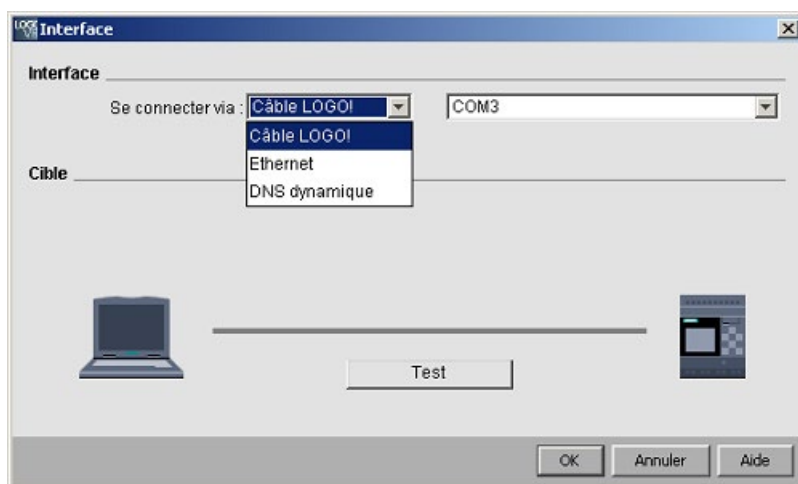 Interface
Interface
Se connecter via : Câble LOGO! COM3
Câble LOGO!
Ethernet
DNS dynamique
Cible
Test
OK Annuler Aide